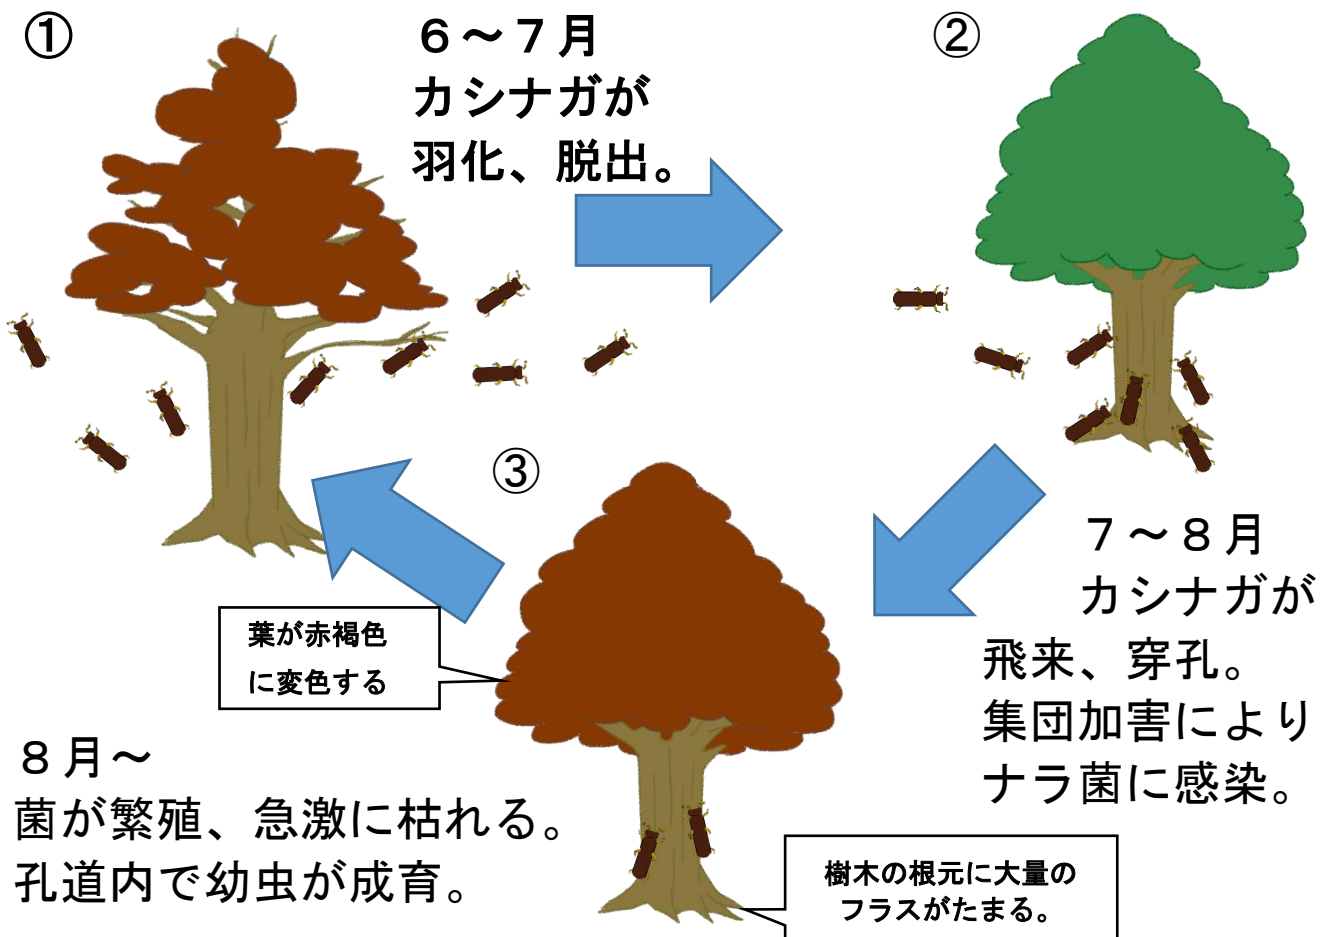 ①
６～７月
カシナガが
羽化、脱出。
②
７～８月
カシナガが
飛来、穿孔。
集団加害により
ナラ菌に感染。
③
葉が赤褐色
に変色する
８月～
菌が繁殖、急激に枯れる。
孔道内で幼虫が成育。
樹木の根元に大量の
フラスがたまる。